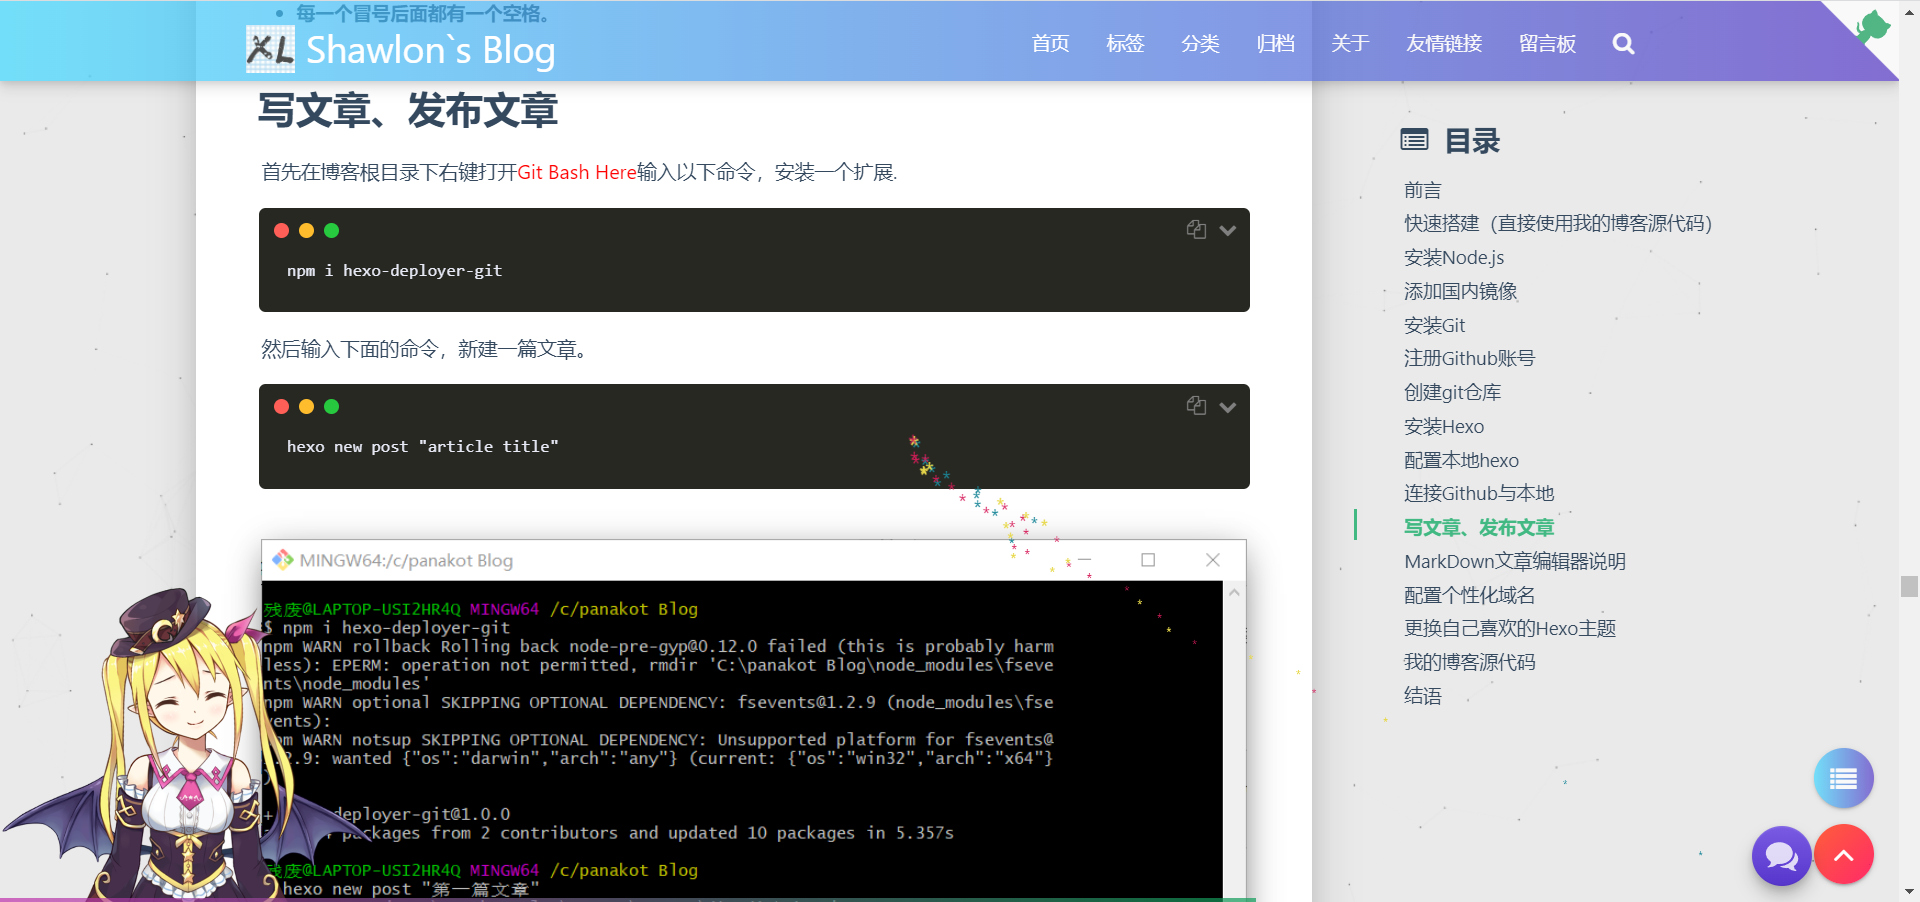 每一个冒号后面都有一个空格。
XL Shawlon`s Blog
首页 标签 分类 归档 关于 友情链接 留言板
写文章、发布文章
首先在博客根目录下右键打开Git Bash Here输入以下命令，安装一个扩展.
npm i hexo-deployer-git
然后输入下面的命令，新建一篇文章。
hexo new post "article title"
MINGW64:/c/panakot Blog
残废@LAPTOP-USI2HR4Q MINGW64 /c/panakot Blog
$ npm i hexo-deployer-git
npm WARN rollback Rolling back node-pre-gyp@0.12.0 failed (this is probably harm
less): EPERM: operation not permitted, rmdir 'C:\panakot Blog\node_modules\fseve
nts\node_modules'
npm WARN optional SKIPPING OPTIONAL DEPENDENCY: fsevents@1.2.9 (node_modules\fse
vents):
npm WARN notsup SKIPPING OPTIONAL DEPENDENCY: Unsupported platform for fsevents@
.2.9: wanted {"os":"darwin","arch":"any"} (current: {"os":"win32","arch":"x64"}
)
+ deployer-git@1.0.0
packages from 2 contributors and updated 10 packages in 5.357s
残废@LAPTOP-USI2HR4Q MINGW64 /c/panakot Blog
hexo new post "第一篇文章"
目录
前言
快速搭建（直接使用我的博客源代码）
安装Node.js
添加国内镜像
安装Git
注册Github账号
创建git仓库
安装Hexo
配置本地hexo
连接Github与本地
写文章、发布文章
MarkDown文章编辑器说明
配置个性化域名
更换自己喜欢的Hexo主题
我的博客源代码
结语